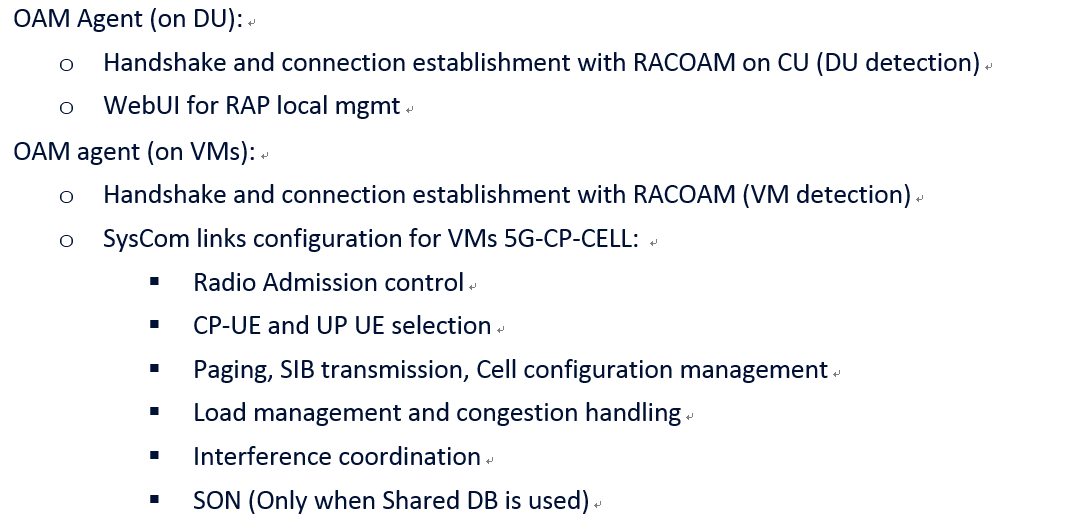 OAM Agent (on DU):
o Handshake and connection establishment with RACOAM on CU (DU detection)
o WebUI for RAP local mgmt
OAM agent (on VMs):
o Handshake and connection establishment with RACOAM (VM detection)
o SysCom links configuration for VMs 5G-CP-CELL:
▪ Radio Admission control
▪ CP-UE and UP UE selection
▪ Paging, SIB transmission, Cell configuration management
▪ Load management and congestion handling
▪ Interference coordination
▪ SON (Only when Shared DB is used)